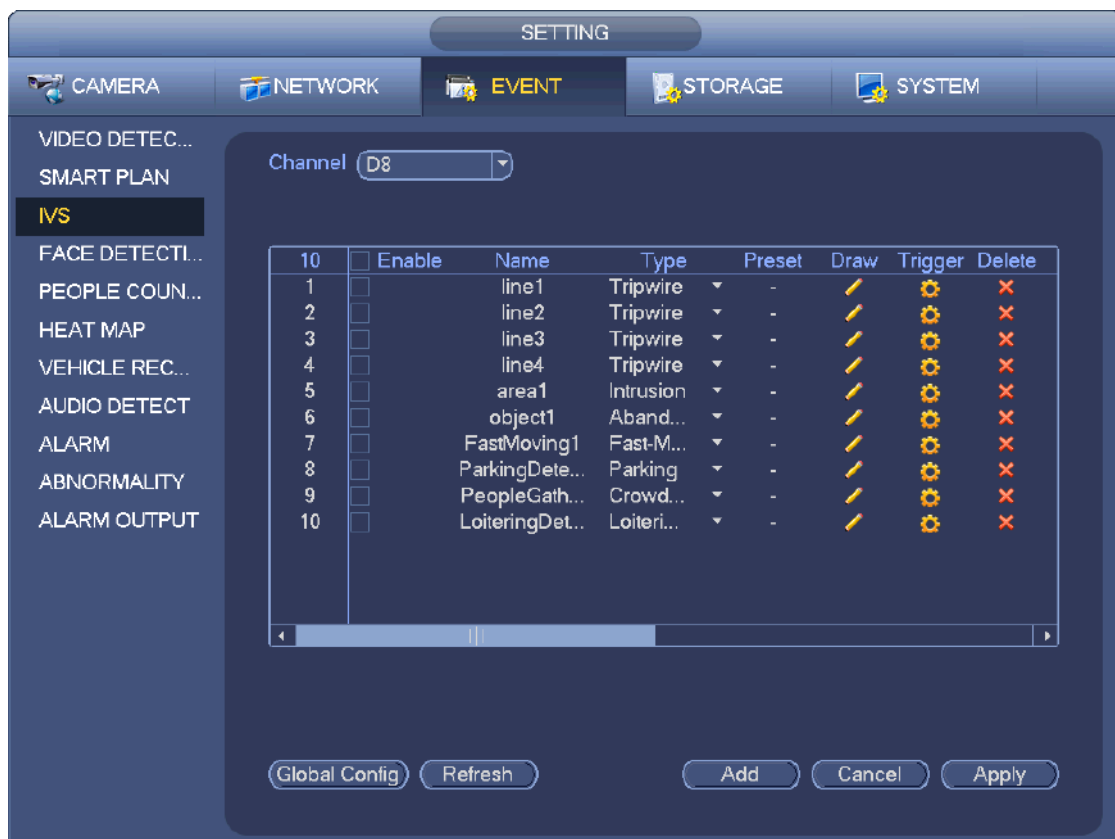 SETTING
CAMERA NETWORK EVENT STORAGE SYSTEM
VIDEO DETEC...
SMART PLAN
IVS
FACE DETECTI...
PEOPLE COUN...
HEAT MAP
VEHICLE REC...
AUDIO DETECT
ALARM
ABNORMALITY
ALARM OUTPUT
Channel D8
10 Enable Name Type Preset Draw Trigger Delete
1 line1 Tripwire -
2 line2 Tripwire -
3 line3 Tripwire -
4 line4 Tripwire -
5 area1 Intrusion -
6 object1 Aband... -
7 FastMoving1 Fast-M... -
8 ParkingDete... Parking -
9 PeopleGath... Crowd... -
10 LoiteringDet... Loiteri... -
Global Config Refresh Add Cancel Apply